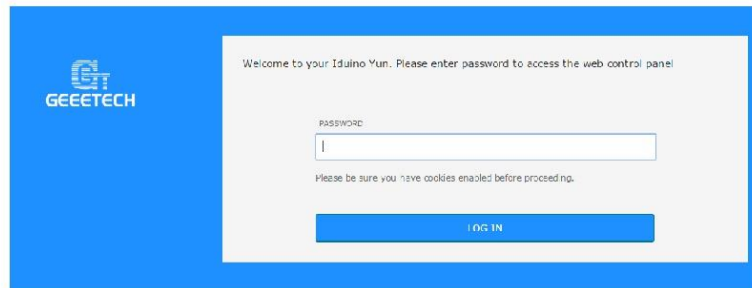 GEEETECH
Welcome to your Iduino Yun. Please enter password to access the web control panel
PASSWORD
Please be sure you have cookies enabled before proceeding.
LOG IN